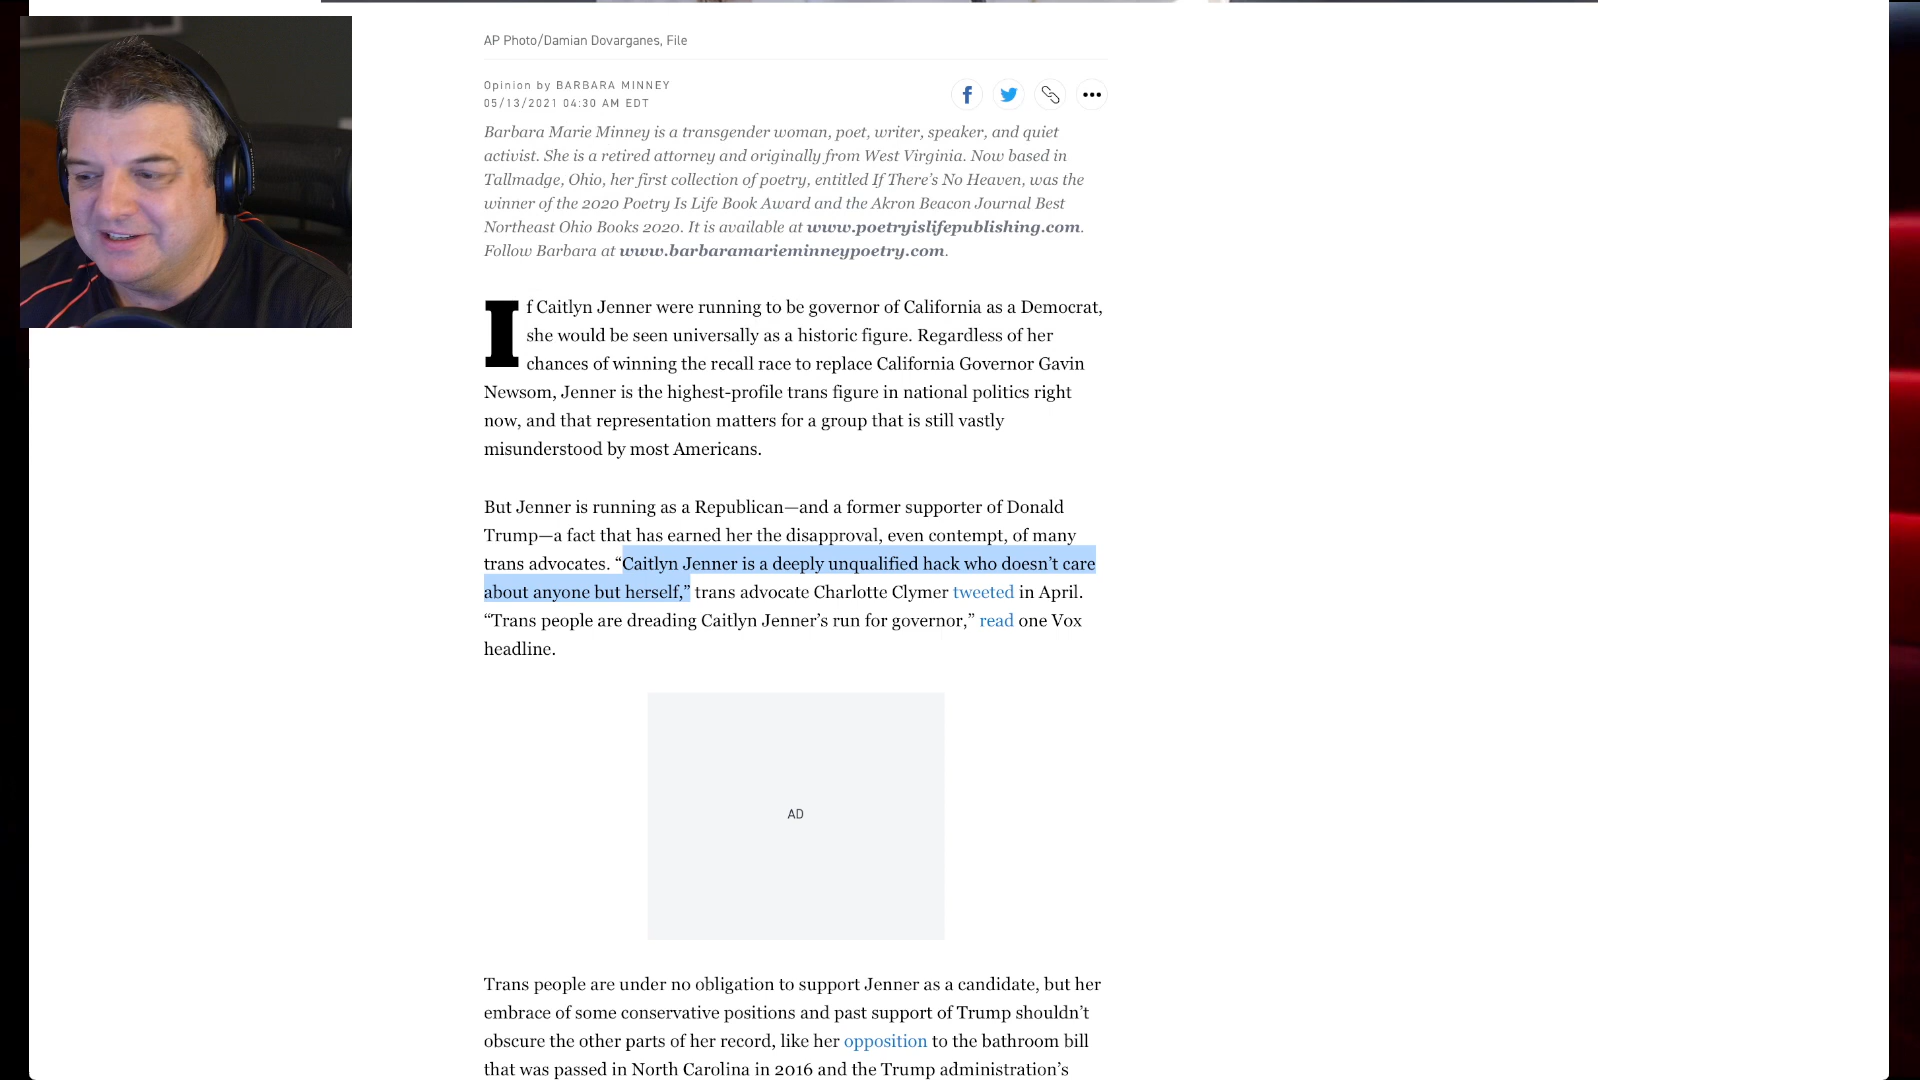 AP Photo/Damian Dovarganes, File
Opinion by BARBARA MINNEY
05/13/2021 04:30 AM EDT
Barbara Marie Minney is a transgender woman, poet, writer, speaker, and quiet
activist. She is a retired attorney and originally from West Virginia. Now based in
Tallmadge, Ohio, her first collection of poetry, entitled If There’s No Heaven, was the
winner of the 2020 Poetry Is Life Book Award and the Akron Beacon Journal Best
Northeast Ohio Books 2020. It is available at www.poetryislifepublishing.com.
Follow Barbara at www.barbaramarieminneypoetry.com.
If Caitlyn Jenner were running to be governor of California as a Democrat,
she would be seen universally as a historic figure. Regardless of her
chances of winning the recall race to replace California Governor Gavin
Newsom, Jenner is the highest-profile trans figure in national politics right
now, and that representation matters for a group that is still vastly
misunderstood by most Americans.
But Jenner is running as a Republican—and a former supporter of Donald
Trump—a fact that has earned her the disapproval, even contempt, of many
trans advocates. “Caitlyn Jenner is a deeply unqualified hack who doesn’t care
about anyone but herself,” trans advocate Charlotte Clymer tweeted in April.
“Trans people are dreading Caitlyn Jenner’s run for governor,” read one Vox
headline.
AD
Trans people are under no obligation to support Jenner as a candidate, but her
embrace of some conservative positions and past support of Trump shouldn’t
obscure the other parts of her record, like her opposition to the bathroom bill
that was passed in North Carolina in 2016 and the Trump administration’s